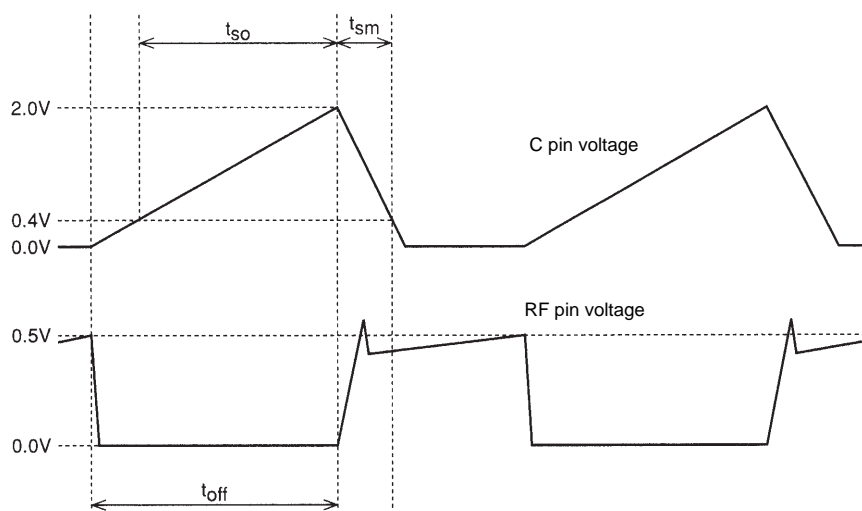 tso
tsm
2.0V
C pin voltage
0.4V
0.0V
RF pin voltage
0.5V
0.0V
toff